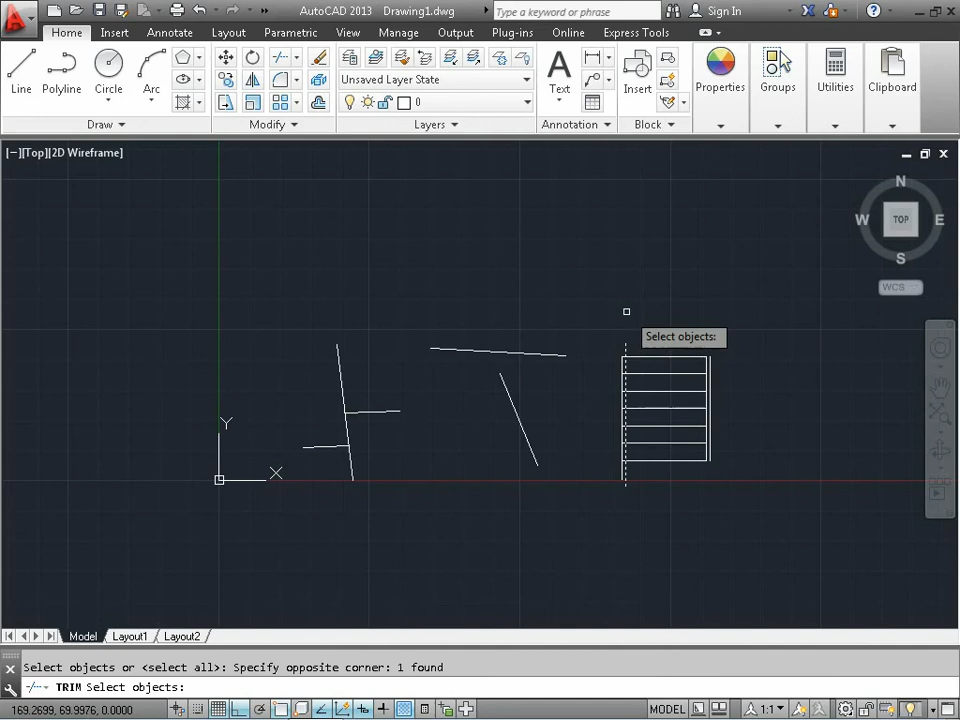 AutoCAD 2013 Drawing1.dwg
Type a keyword or phrase
Sign In
Home Insert Annotate Layout Parametric View Manage Output Plug-ins Online Express Tools
Line Polyline Circle Arc
Unsaved Layer State
0
Text Insert Properties Groups Utilities Clipboard
Draw Modify Layers Annotation Block
[–][Top][2D Wireframe]
N
W TOP E
S
WCS
Select objects:
Y
X
Model Layout1 Layout2
Select objects or <select all>: Specify opposite corner: 1 found
TRIM Select objects:
169.2699, 69.9976, 0.0000
MODEL 1:1